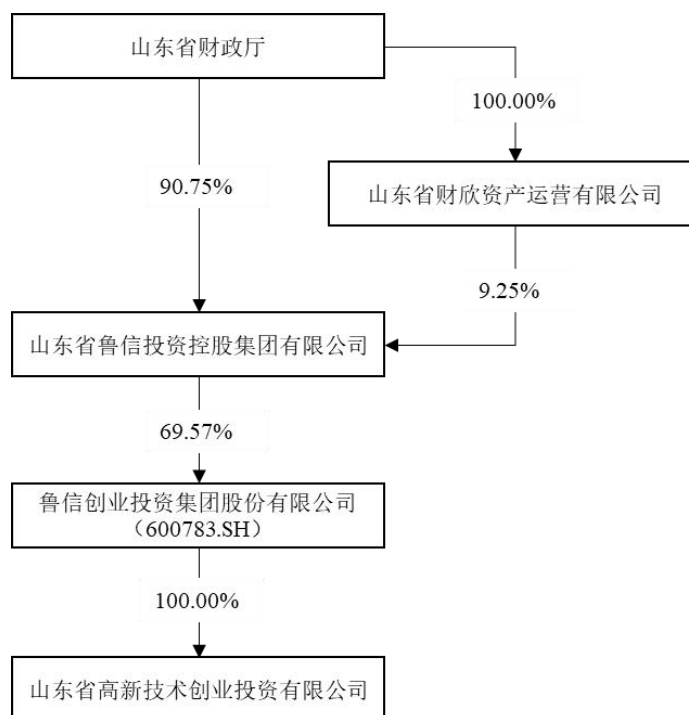 山东省财政厅
100.00%
90.75%
山东省财欣资产运营有限公司
9.25%
山东省鲁信投资控股集团有限公司
69.57%
鲁信创业投资集团股份有限公司
（600783.SH）
100.00%
山东省高新技术创业投资有限公司